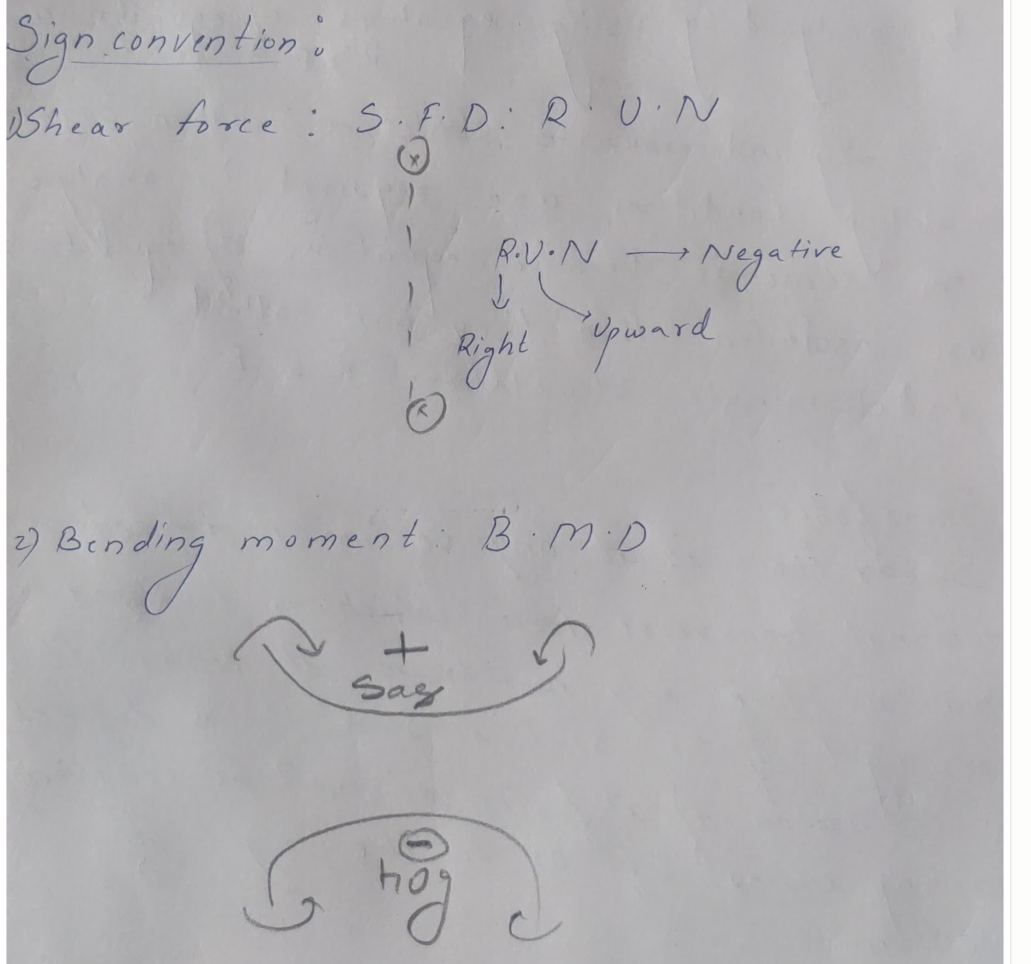 Sign convention :
1) Shear force : S.F.D: R.U.N
x
R.U.N → Negative
Right Upward
x
2) Bending moment: B.M.D
+
Sag
-
hog